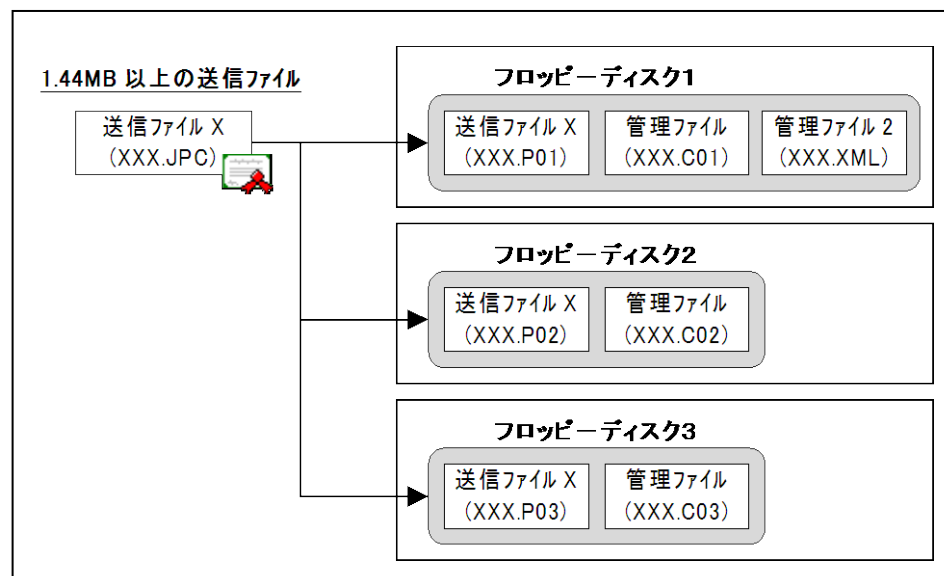 1.44MB 以上の送信ファイル
送信ファイル X
(XXX.JPC)
フロッピーディスク1
送信ファイル X
(XXX.P01)
管理ファイル
(XXX.C01)
管理ファイル 2
(XXX.XML)
フロッピーディスク2
送信ファイル X
(XXX.P02)
管理ファイル
(XXX.C02)
フロッピーディスク3
送信ファイル X
(XXX.P03)
管理ファイル
(XXX.C03)